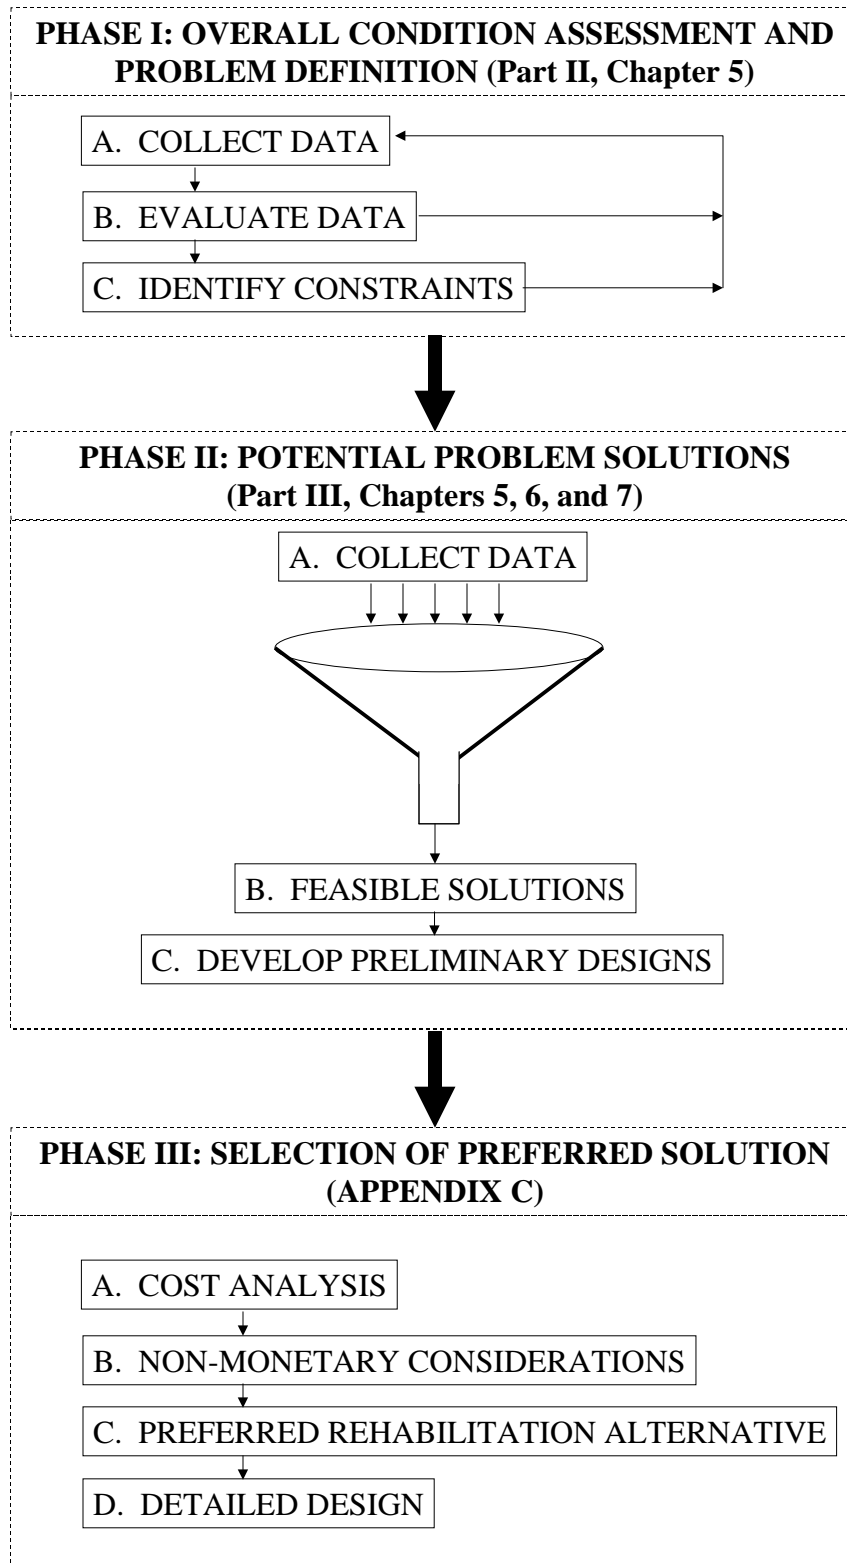 PHASE I: OVERALL CONDITION ASSESSMENT AND
PROBLEM DEFINITION (Part II, Chapter 5)
A. COLLECT DATA
B. EVALUATE DATA
C. IDENTIFY CONSTRAINTS
PHASE II: POTENTIAL PROBLEM SOLUTIONS
(Part III, Chapters 5, 6, and 7)
A. COLLECT DATA
B. FEASIBLE SOLUTIONS
C. DEVELOP PRELIMINARY DESIGNS
PHASE III: SELECTION OF PREFERRED SOLUTION
(APPENDIX C)
A. COST ANALYSIS
B. NON-MONETARY CONSIDERATIONS
C. PREFERRED REHABILITATION ALTERNATIVE
D. DETAILED DESIGN